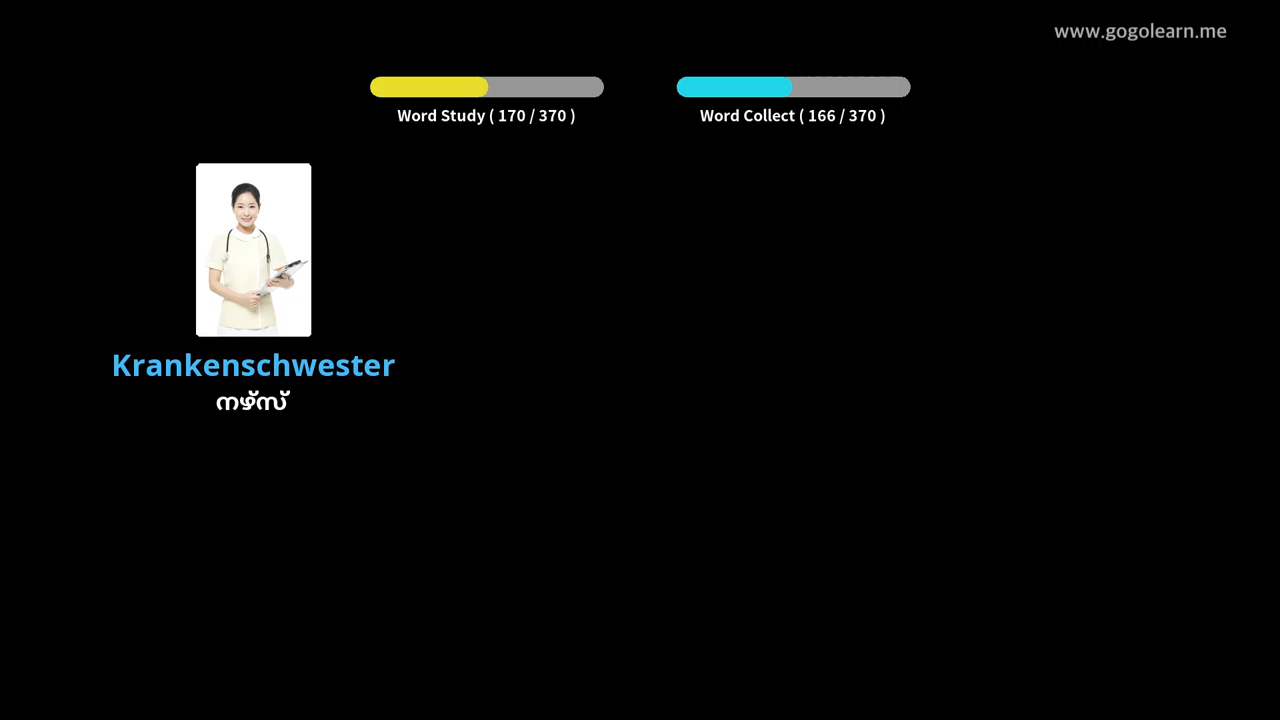 www.gogolearn.me
Word Study ( 170 / 370 )
Word Collect ( 166 / 370 )
Krankenschwester
നഴ്സ്